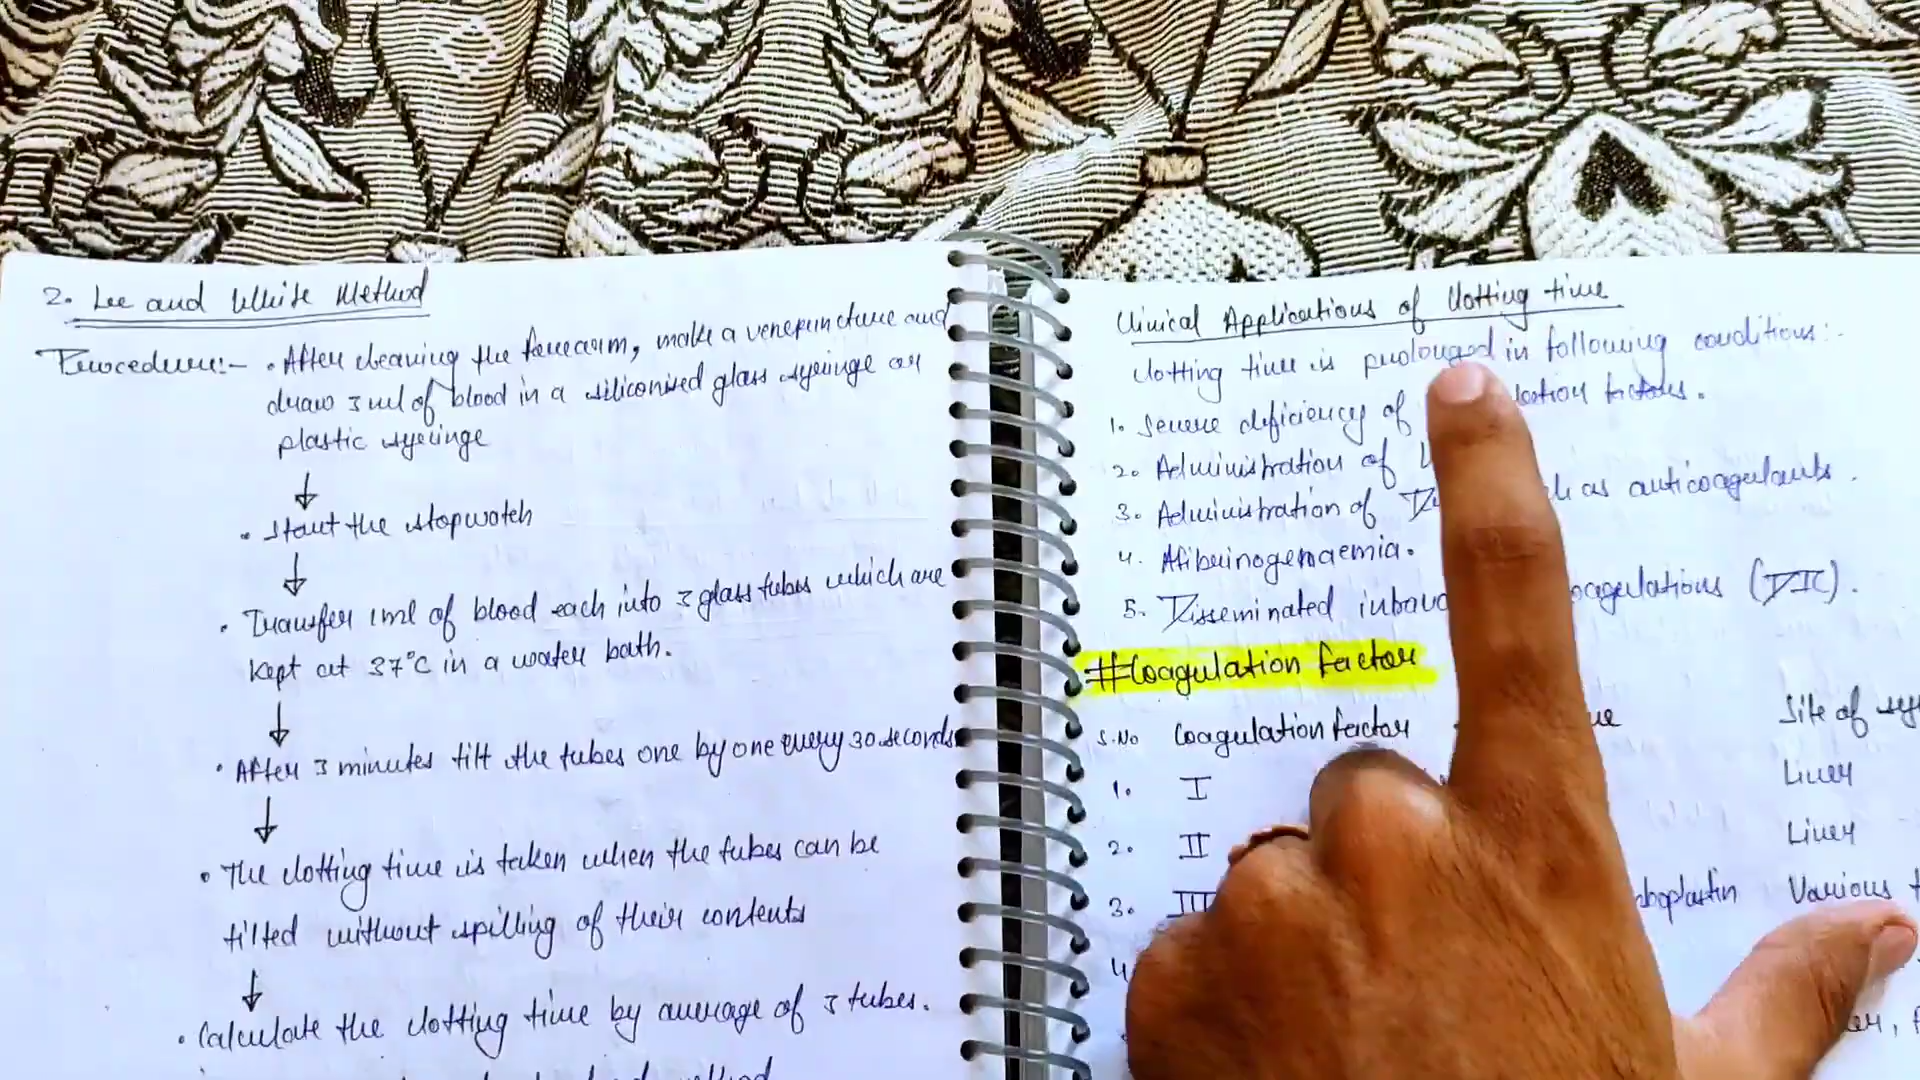 2. Lee and White Method
Procedure:- • After cleaning the forearm, make a venepuncture and
draw 3 ml of blood in a siliconised glass syringe or
plastic syringe
↓
• Start the stopwatch
↓
• Transfer 1ml of blood each into 3 glass tubes which are
kept at 37°C in a water bath.
↓
• After 3 minutes tilt the tubes one by one every 30 seconds
↓
• The clotting time is taken when the tubes can be
tilted without spilling of their contents
↓
• Calculate the clotting time by average of 3 tubes.
Clinical Applications of Clotting time
Clotting time is prolonged in following conditions:-
1. Severe deficiency of factors.
2. Administration of
3. Administration of as anticoagulants.
4. Afibrinogenaemia.
5. Disseminated (DIC).
#Coagulation factor
S.No Coagulation factor Site of
1. I Liver
2. II Liver
3. III Various